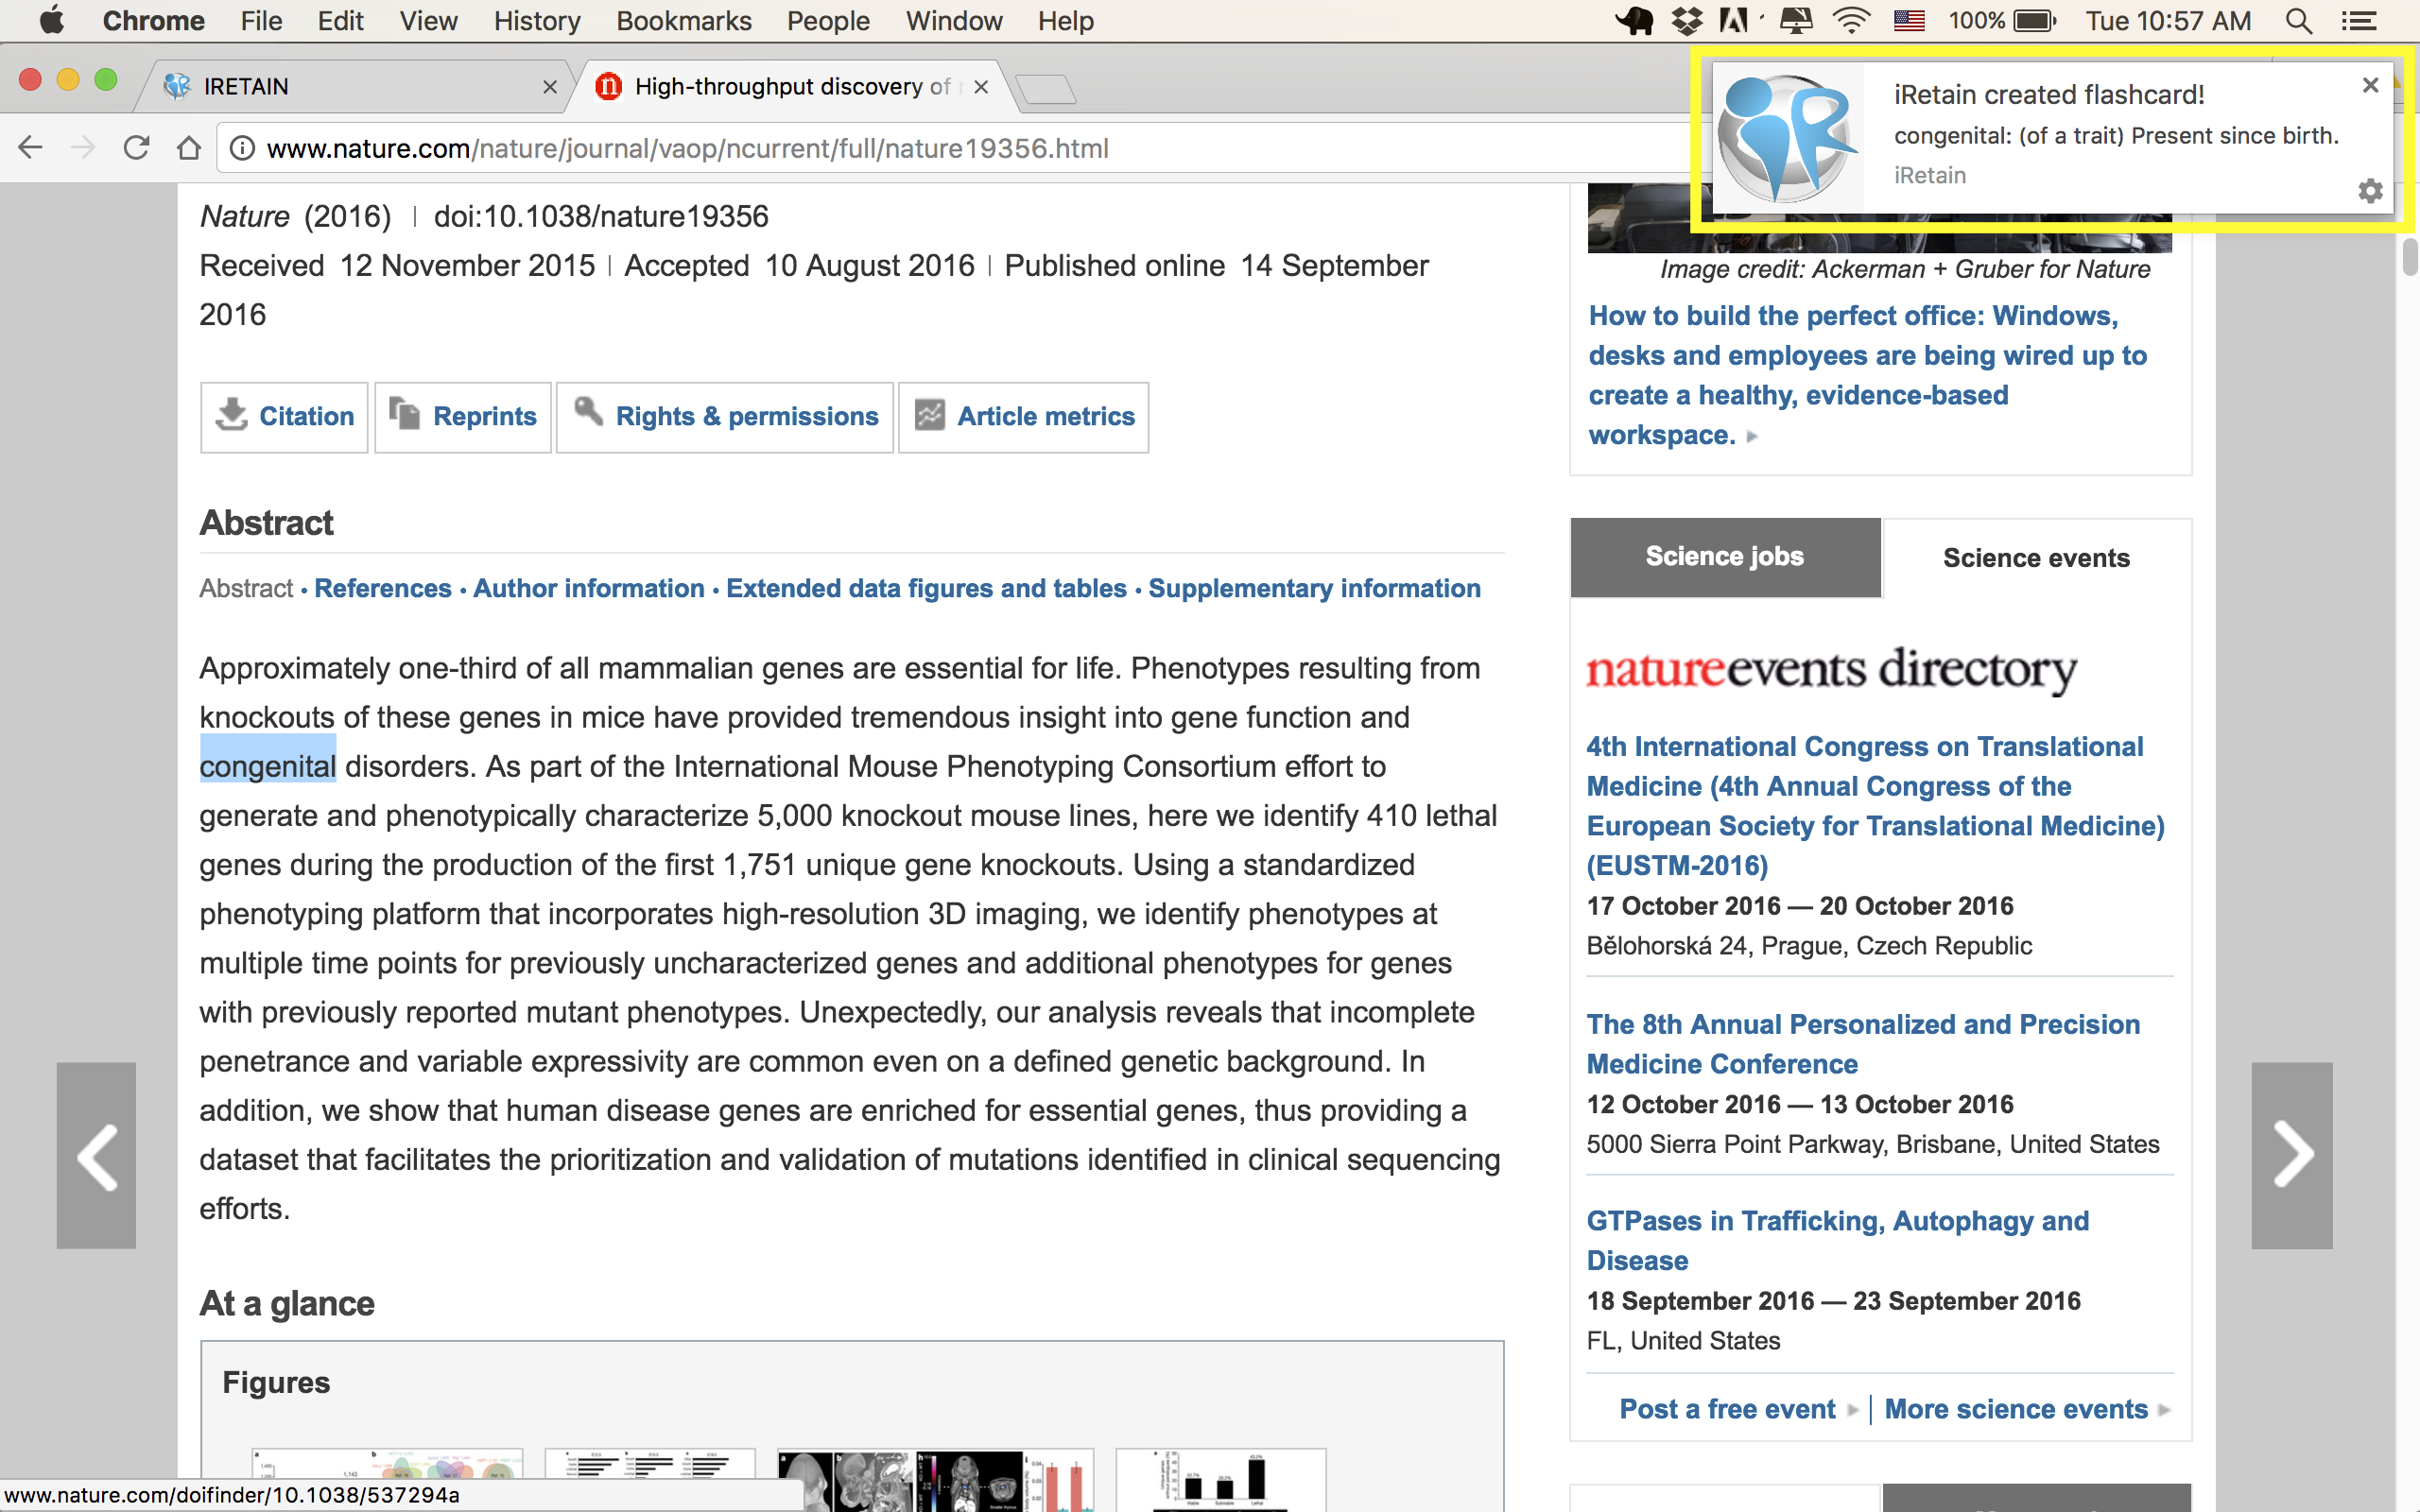 Chrome File Edit View History Bookmarks People Window Help
100% Tue 10:57 AM
IRETAIN
High-throughput discovery of
www.nature.com/nature/journal/vaop/ncurrent/full/nature19356.html
iRetain created flashcard!
congenital: (of a trait) Present since birth.
iRetain
Nature (2016) | doi:10.1038/nature19356
Received 12 November 2015 | Accepted 10 August 2016 | Published online 14 September
2016
Citation
Reprints
Rights & permissions
Article metrics
Abstract
Abstract • References • Author information • Extended data figures and tables • Supplementary information
Approximately one-third of all mammalian genes are essential for life. Phenotypes resulting from
knockouts of these genes in mice have provided tremendous insight into gene function and
congenital disorders. As part of the International Mouse Phenotyping Consortium effort to
generate and phenotypically characterize 5,000 knockout mouse lines, here we identify 410 lethal
genes during the production of the first 1,751 unique gene knockouts. Using a standardized
phenotyping platform that incorporates high-resolution 3D imaging, we identify phenotypes at
multiple time points for previously uncharacterized genes and additional phenotypes for genes
with previously reported mutant phenotypes. Unexpectedly, our analysis reveals that incomplete
penetrance and variable expressivity are common even on a defined genetic background. In
addition, we show that human disease genes are enriched for essential genes, thus providing a
dataset that facilitates the prioritization and validation of mutations identified in clinical sequencing
efforts.
At a glance
Figures
www.nature.com/doifinder/10.1038/537294a
Image credit: Ackerman + Gruber for Nature
How to build the perfect office: Windows,
desks and employees are being wired up to
create a healthy, evidence-based
workspace.
Science jobs
Science events
natureevents directory
4th International Congress on Translational
Medicine (4th Annual Congress of the
European Society for Translational Medicine)
(EUSTM-2016)
17 October 2016 — 20 October 2016
Bělohorská 24, Prague, Czech Republic
The 8th Annual Personalized and Precision
Medicine Conference
12 October 2016 — 13 October 2016
5000 Sierra Point Parkway, Brisbane, United States
GTPases in Trafficking, Autophagy and
Disease
18 September 2016 — 23 September 2016
FL, United States
Post a free event | More science events